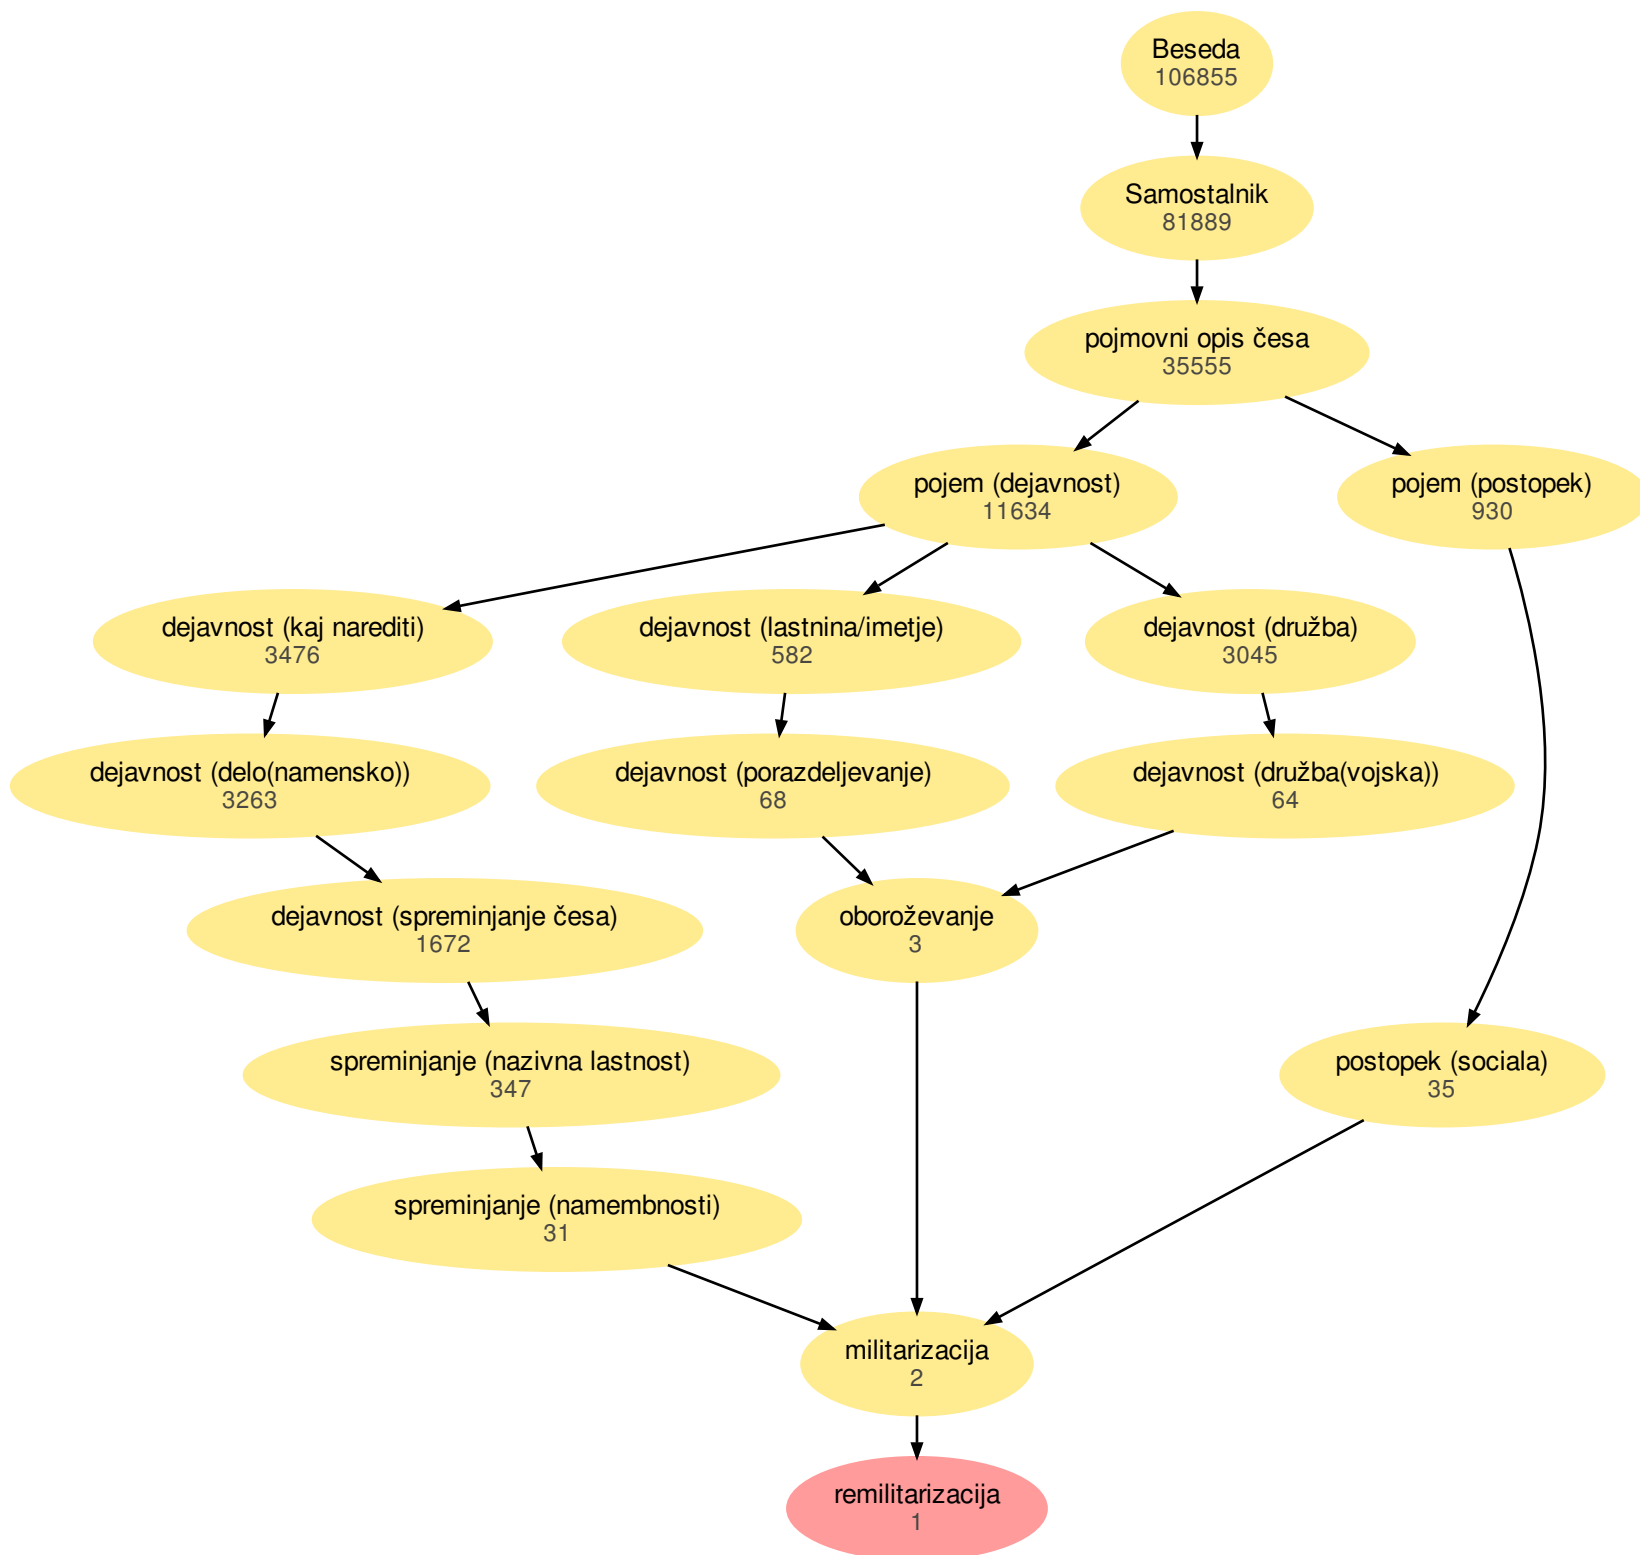 Beseda
106855
Samostalnik
81889
pojmovni opis česa
35555
pojem (dejavnost)
11634
pojem (postopek)
930
dejavnost (kaj narediti)
3476
dejavnost (lastnina/imetje)
582
dejavnost (družba)
3045
dejavnost (delo(namensko))
3263
dejavnost (porazdeljevanje)
68
dejavnost (družba(vojska))
64
dejavnost (spreminjanje česa)
1672
oboroževanje
3
spreminjanje (nazivna lastnost)
347
postopek (sociala)
35
spreminjanje (namembnosti)
31
militarizacija
2
remilitarizacija
1